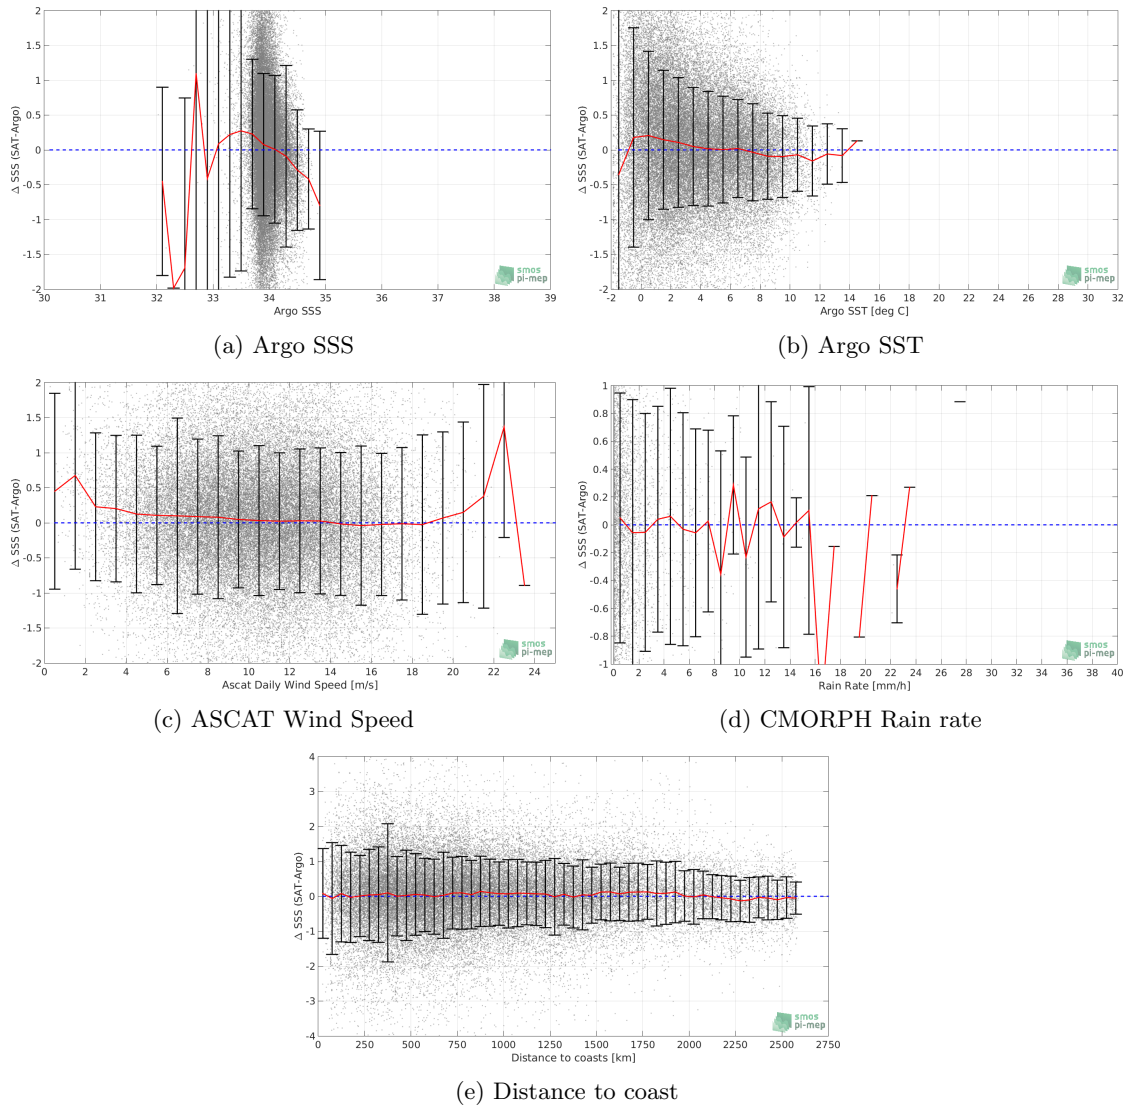 2
1.5
1
0.5
0
-0.5
-1
-1.5
-2
Δ SSS (SAT-Argo)
30 31 32 33 34 35 36 37 38 39
Argo SSS
smos
pi-mep
(a) Argo SSS
2
1.5
1
0.5
0
-0.5
-1
-1.5
-2
Δ SSS (SAT-Argo)
-2 0 2 4 6 8 10 12 14 16 18 20 22 24 26 28 30 32
Argo SST [deg C]
smos
pi-mep
(b) Argo SST
2
1.5
1
0.5
0
-0.5
-1
-1.5
-2
Δ SSS (SAT-Argo)
0 2 4 6 8 10 12 14 16 18 20 22 24
Ascat Daily Wind Speed [m/s]
smos
pi-mep
(c) ASCAT Wind Speed
1
0.8
0.6
0.4
0.2
0
-0.2
-0.4
-0.6
-0.8
-1
Δ SSS (SAT-Argo)
0 2 4 6 8 10 12 14 16 18 20 22 24 26 28 30 32 34 36 38 40
Rain Rate [mm/h]
smos
pi-mep
(d) CMORPH Rain rate
4
3
2
1
0
-1
-2
-3
-4
Δ SSS (SAT-Argo)
0 250 500 750 1000 1250 1500 1750 2000 2250 2500 2750
Distance to coasts [km]
smos
pi-mep
(e) Distance to coast